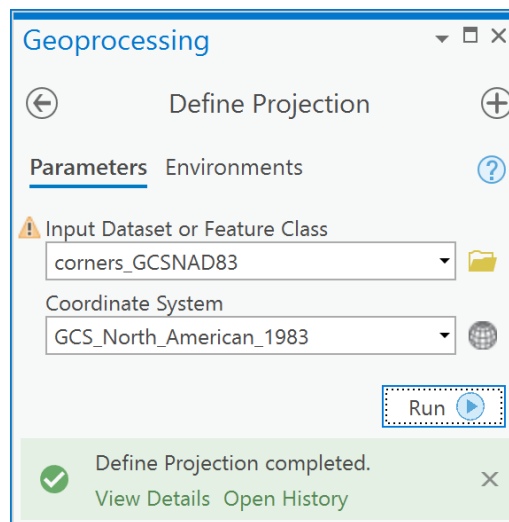 Geoprocessing
Define Projection
Parameters Environments
?
Input Dataset or Feature Class
corners_GCSNAD83
Coordinate System
GCS_North_American_1983
Run
Define Projection completed.
View Details Open History